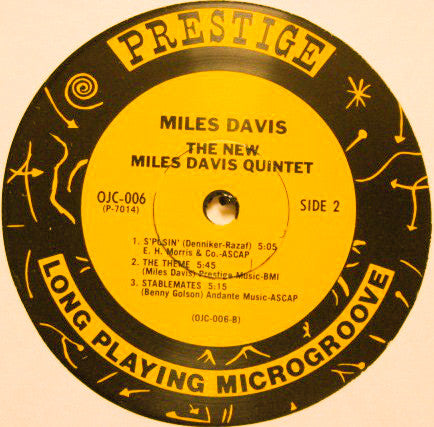 PRESTIGE
MILES DAVIS
THE NEW
MILES DAVIS QUINTET
OJC-006
(P-7014)
SIDE 2
1. S'POSIN' (Denniker-Razaf) 5:05
E. H. Morris & Co.-ASCAP
2. THE THEME 5:45
(Miles Davis) Prestige Music-BMI
3. STABLEMATES 5:15
(Benny Golson) Andante Music-ASCAP
(OJC-006-B)
LONG PLAYING MICROGROOVE